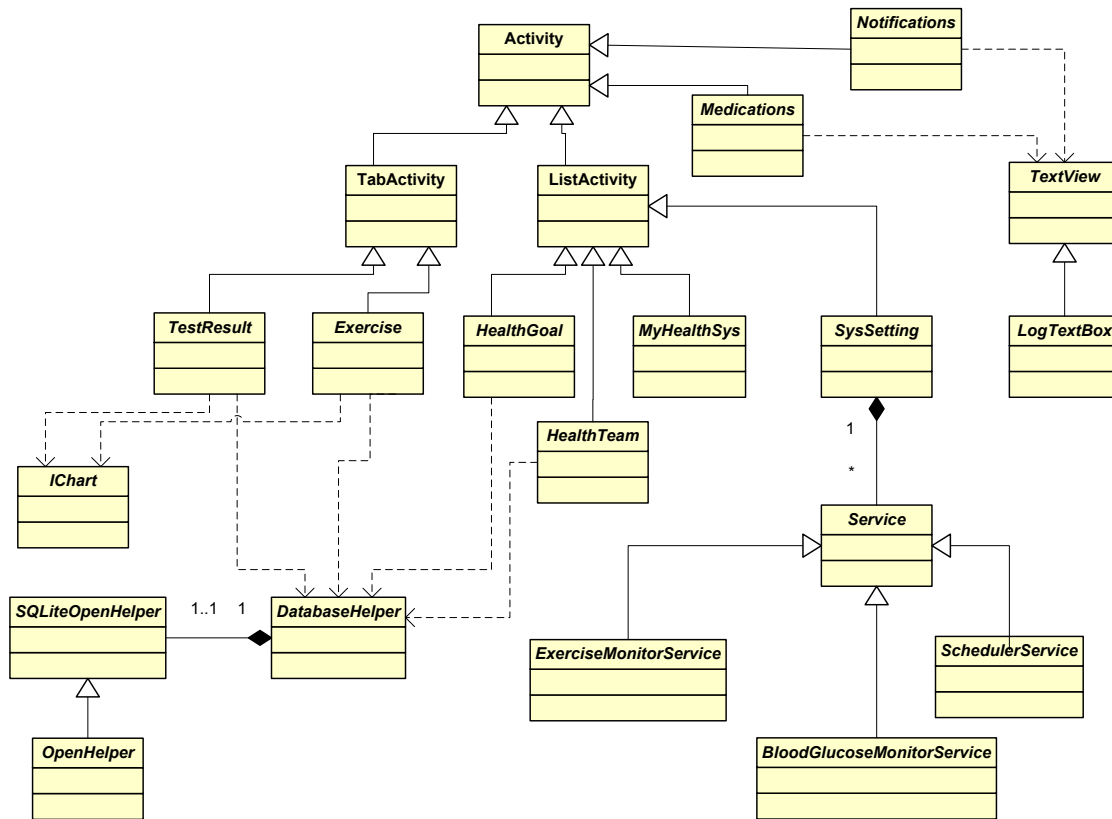 Notifications
Activity
Medications
TabActivity
ListActivity
TextView
TestResult
Exercise
HealthGoal
MyHealthSys
SysSetting
LogTextBox
1
HealthTeam
*
IChart
Service
1..1 1
SQLiteOpenHelper
DatabaseHelper
ExerciseMonitorService
SchedulerService
OpenHelper
BloodGlucoseMonitorService